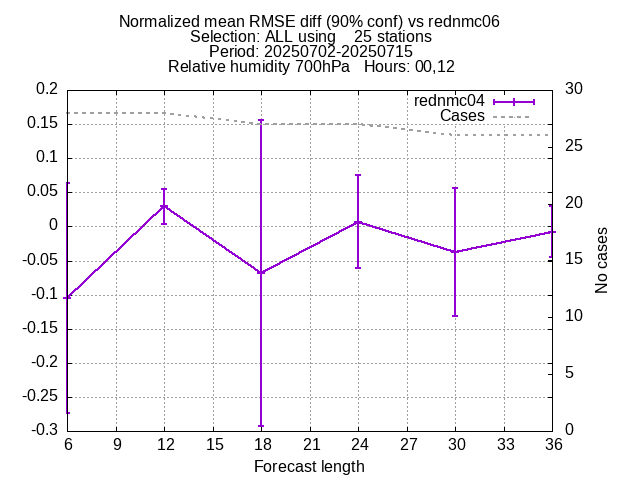 Normalized mean RMSE diff (90% conf) vs rednmc06
Selection: ALL using    25 stations
Period: 20250702-20250715
Relative humidity 700hPa   Hours: 00,12
rednmc04
Cases
0.2
0.15
0.1
0.05
0
-0.05
-0.1
-0.15
-0.2
-0.25
-0.3
30
25
20
15
10
5
0
No cases
6 9 12 15 18 21 24 27 30 33 36
Forecast length